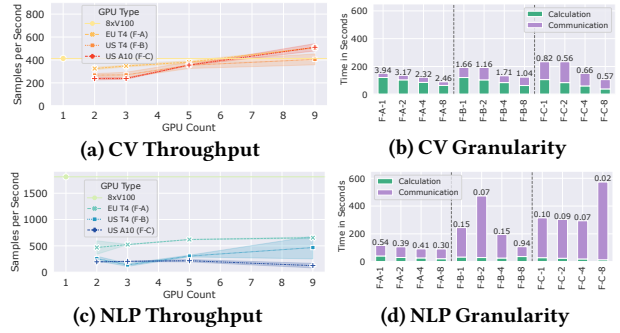 GPU Type
8xV100
EU T4 (F-A)
US T4 (F-B)
US A10 (F-C)
Samples per Second
800
600
400
200
0
1 2 3 4 5 6 7 8 9
GPU Count
(a) CV Throughput
Calculation
Communication
Time in Seconds
600
400
200
0
3.94 3.17 2.32 2.46 1.66 1.16 1.71 1.04 0.82 0.56 0.66 0.57
F-A-1 F-A-2 F-A-4 F-A-8 F-B-1 F-B-2 F-B-4 F-B-8 F-C-1 F-C-2 F-C-4 F-C-8
(b) CV Granularity
GPU Type
8xV100
EU T4 (F-A)
US T4 (F-B)
US A10 (F-C)
Samples per Second
1500
1000
500
0
1 2 3 4 5 6 7 8 9
GPU Count
(c) NLP Throughput
Calculation
Communication
Time in Seconds
600
400
200
0
0.54 0.39 0.41 0.30 0.15 0.07 0.15 0.94 0.10 0.09 0.07 0.02
F-A-1 F-A-2 F-A-4 F-A-8 F-B-1 F-B-2 F-B-4 F-B-8 F-C-1 F-C-2 F-C-4 F-C-8
(d) NLP Granularity